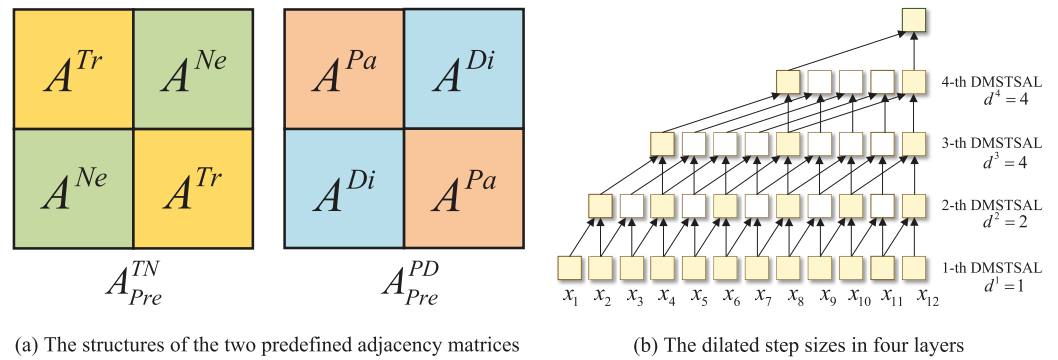 A^{Tr} A^{Ne} A^{Pa} A^{Di}
A^{Ne} A^{Tr} A^{Di} A^{Pa}
A_{Pre}^{TN} A_{Pre}^{PD}
(a) The structures of the two predefined adjacency matrices
4-th DMSTSAL
d^4 = 4
3-th DMSTSAL
d^3 = 4
2-th DMSTSAL
d^2 = 2
1-th DMSTSAL
d^1 = 1
x_1 x_2 x_3 x_4 x_5 x_6 x_7 x_8 x_9 x_10 x_11 x_12
(b) The dilated step sizes in four layers